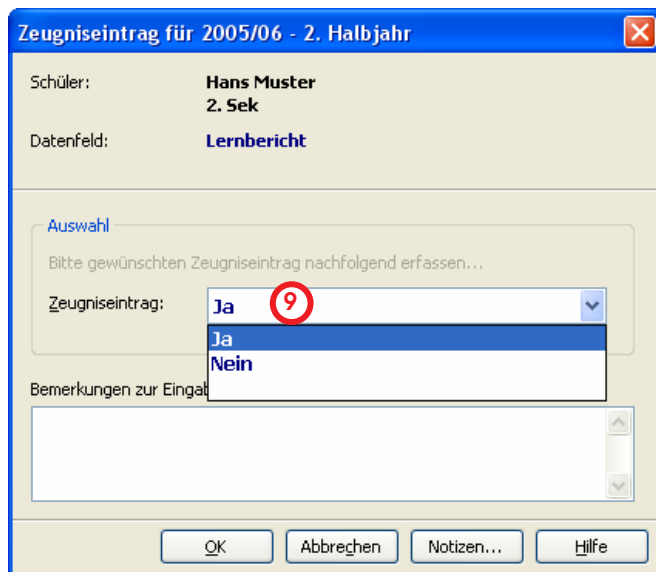 Zeugniseintrag für 2005/06 - 2. Halbjahr
Schüler: Hans Muster
2. Sek
Datenfeld: Lernbericht
Auswahl
Bitte gewünschten Zeugniseintrag nachfolgend erfassen...
Zeugniseintrag: Ja 9
Ja
Nein
Bemerkungen zur
OK Abbrechen Notizen... Hilfe